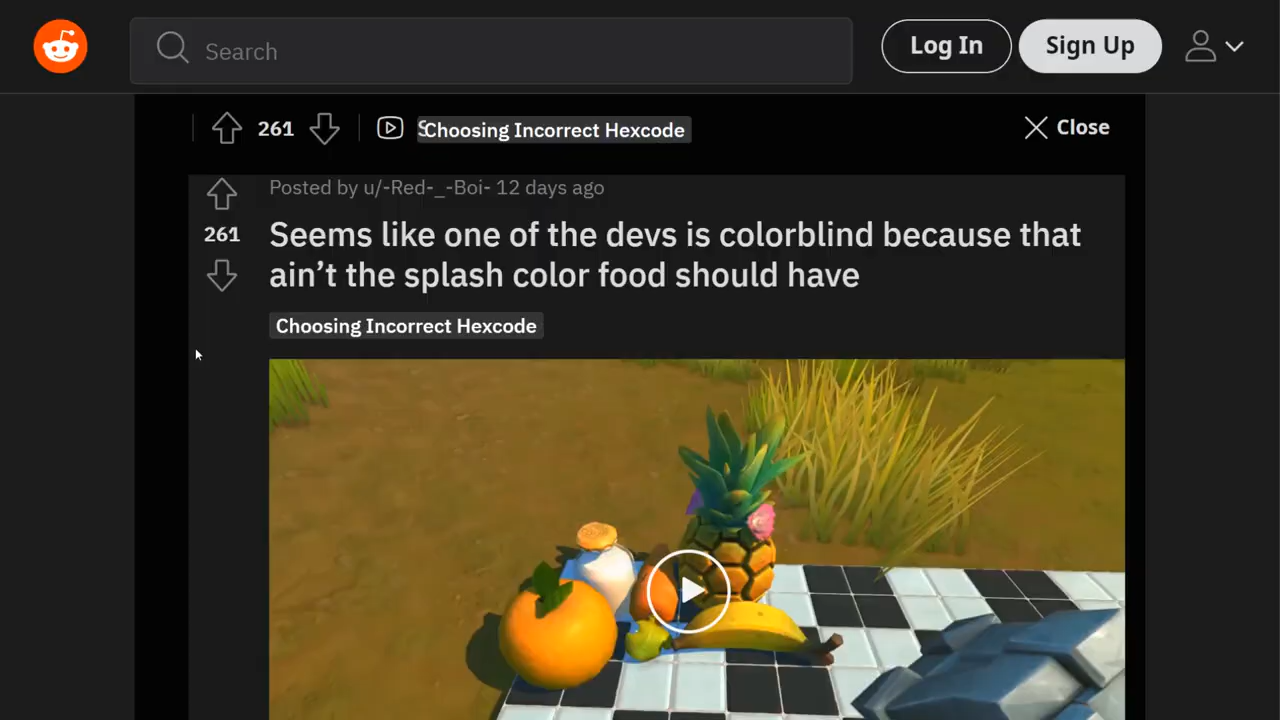 Search
Log In
Sign Up
261
Choosing Incorrect Hexcode
Close
Posted by u/-Red-_-Boi- 12 days ago
261
Seems like one of the devs is colorblind because that
ain’t the splash color food should have
Choosing Incorrect Hexcode